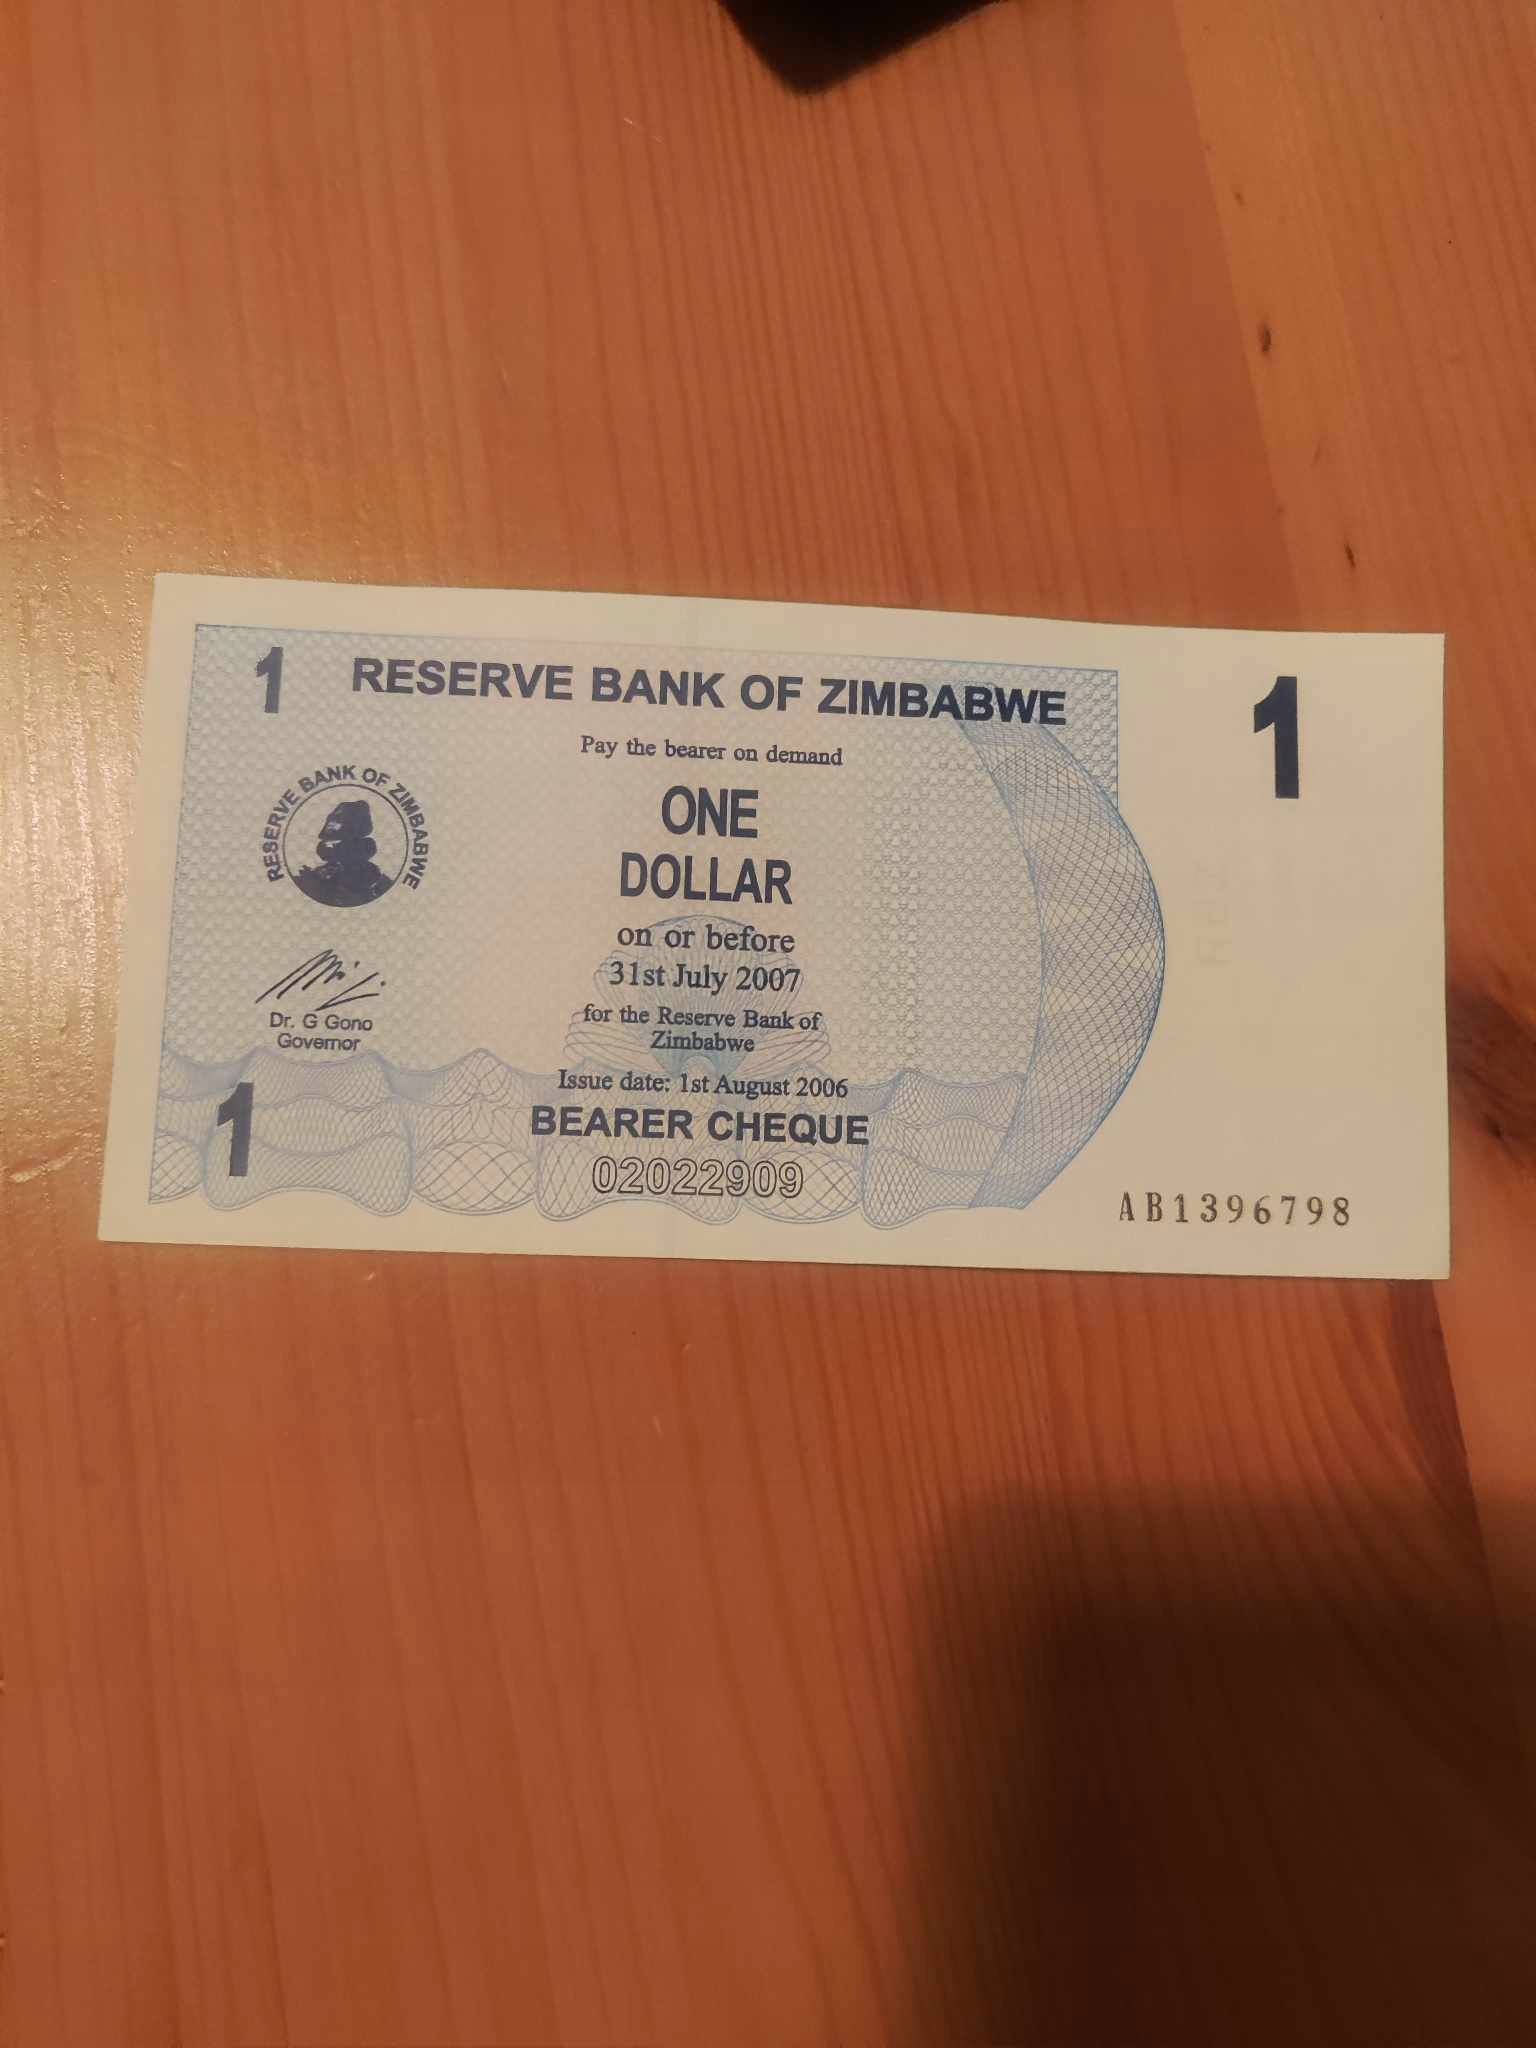 1 RESERVE BANK OF ZIMBABWE 1
Pay the bearer on demand
ONE
DOLLAR
RESERVE BANK OF ZIMBABWE
on or before
31st July 2007
Dr. G Gono
Governor
for the Reserve Bank of
Zimbabwe
Issue date: 1st August 2006
1 BEARER CHEQUE
02022909
AB1396798